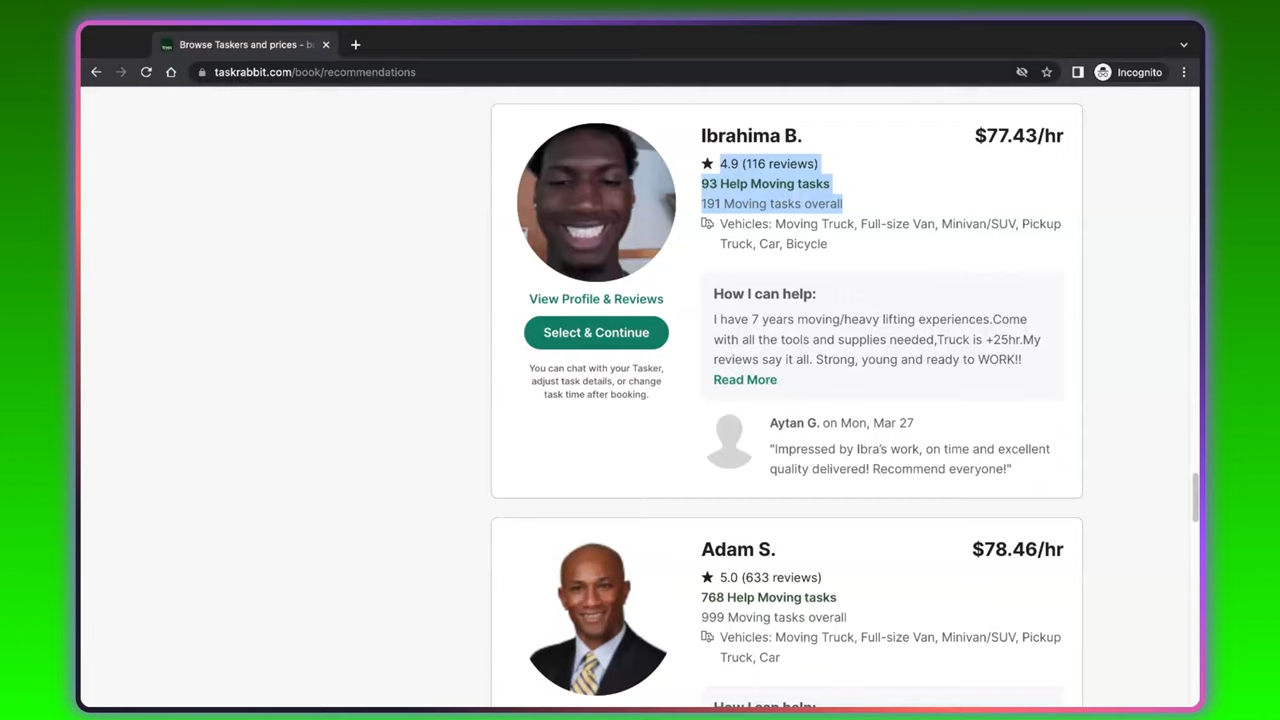 Browse Taskers and prices - bo
taskrabbit.com/book/recommendations
Incognito
Ibrahima B.
$77.43/hr
4.9 (116 reviews)
93 Help Moving tasks
191 Moving tasks overall
Vehicles: Moving Truck, Full-size Van, Minivan/SUV, Pickup
Truck, Car, Bicycle
View Profile & Reviews
Select & Continue
You can chat with your Tasker,
adjust task details, or change
task time after booking.
How I can help:
I have 7 years moving/heavy lifting experiences.Come
with all the tools and supplies needed,Truck is +25hr.My
reviews say it all. Strong, young and ready to WORK!!
Read More
Aytan G. on Mon, Mar 27
"Impressed by Ibra's work, on time and excellent
quality delivered! Recommend everyone!"
Adam S.
$78.46/hr
5.0 (633 reviews)
768 Help Moving tasks
999 Moving tasks overall
Vehicles: Moving Truck, Full-size Van, Minivan/SUV, Pickup
Truck, Car
How I can help: